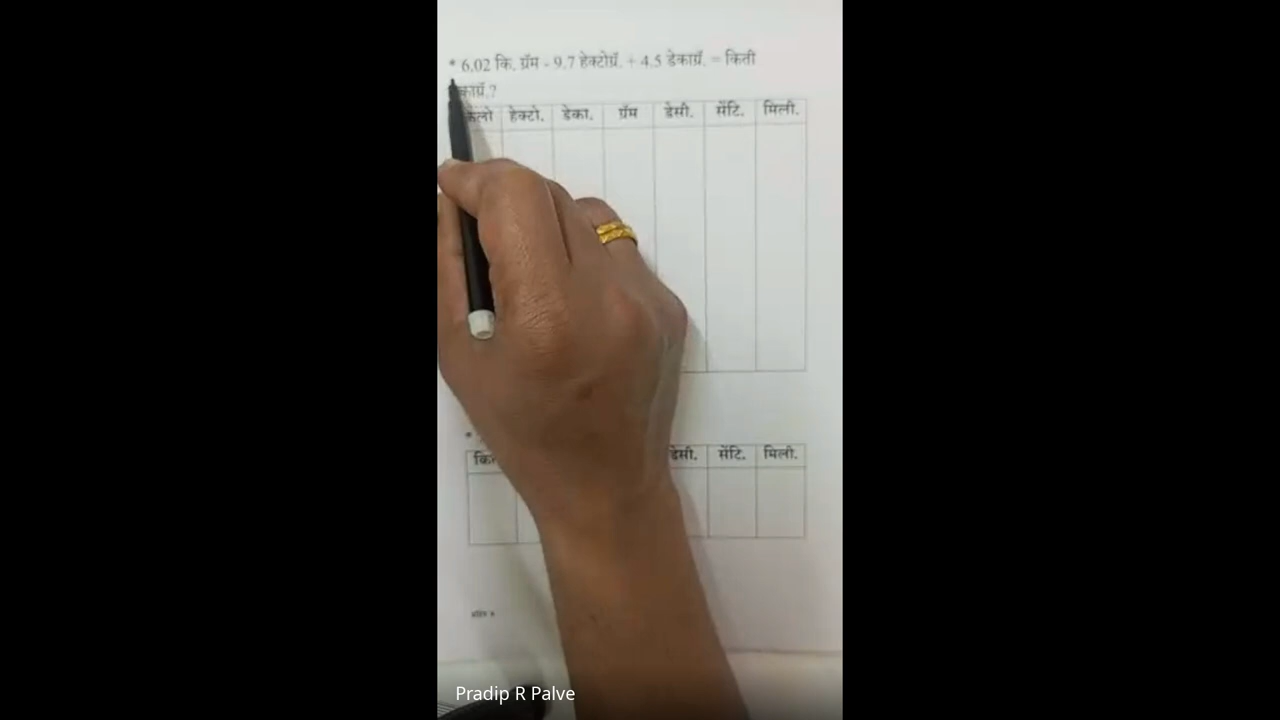 * 6.02 कि. ग्रॅम - 9.7 हेक्टोग्रॅ. + 4.5 डेकाग्रॅ. = किती
हेक्टो. डेका. ग्रॅम डेसी. सेंटि. मिली.
*
डेसी. सेंटि. मिली.
Pradip R Palve